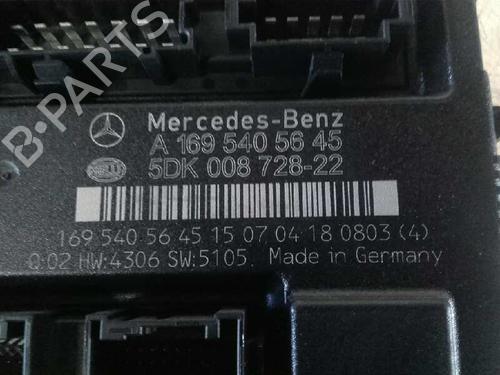 Mercedes-Benz
A 169 540 56 45
HELLA
5DK 008 728-22
169 540 56 45 15 07 04 18 0803 (4)
Q:02 HW:4306 SW:5105. Made in Germany
B-PARTS